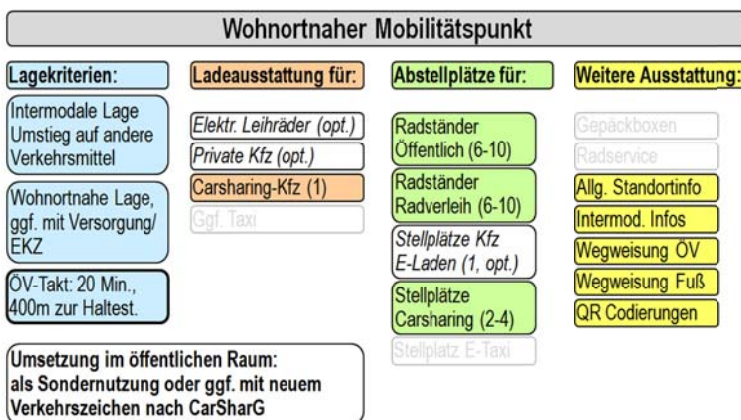 Wohnortnaher Mobilitätspunkt
Lagekriterien:
Intermodale Lage
Umstieg auf andere
Verkehrsmittel
Wohnortnahe Lage,
ggf. mit Versorgung/
EKZ
ÖV-Takt: 20 Min.,
400m zur Haltest.
Ladeausstattung für:
Elektr. Leihräder (opt.)
Private Kfz (opt.)
Carsharing-Kfz (1)
Ggf. Taxi
Abstellplätze für:
Radständer
Öffentlich (6-10)
Radständer
Radverleih (6-10)
Stellplätze Kfz
E-Laden (1, opt.)
Stellplätze
Carsharing (2-4)
Stellplatz E-Taxi
Weitere Ausstattung:
Gepäckboxen
Radservice
Allg. Standortinfo
Intermod. Infos
Wegweisung ÖV
Wegweisung Fuß
QR Codierungen
Umsetzung im öffentlichen Raum:
als Sondernutzung oder ggf. mit neuem
Verkehrszeichen nach CarSharG